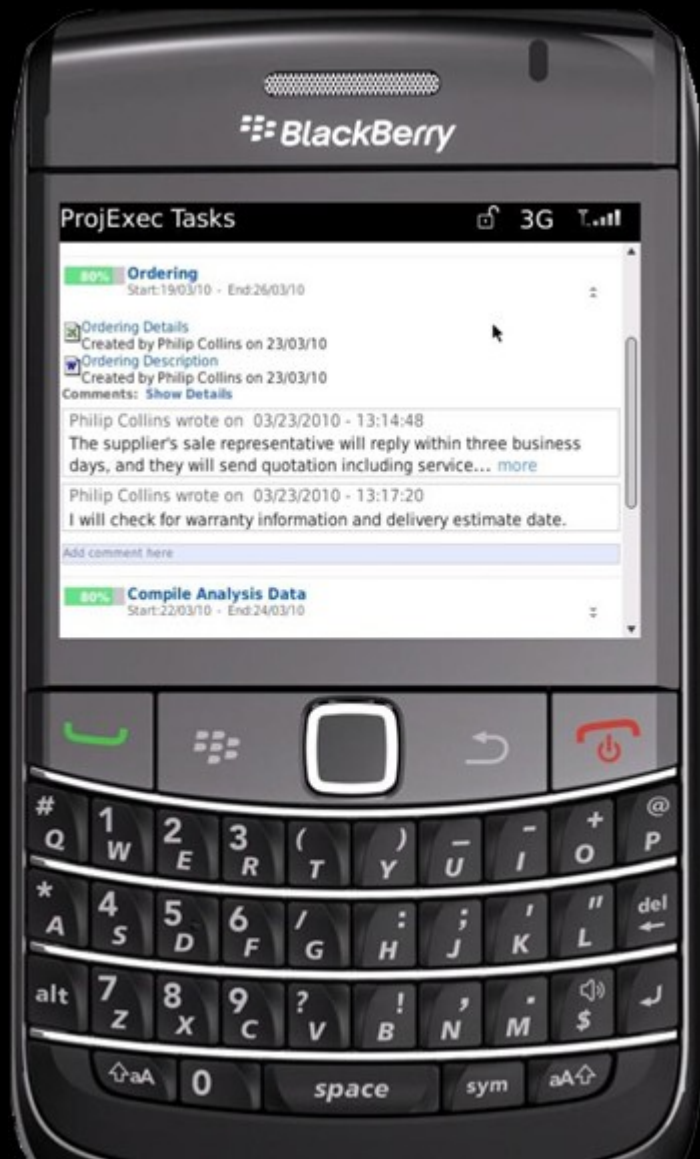 BlackBerry
ProjExec Tasks 3G
80% Ordering
Start:19/03/10 - End:26/03/10
Ordering Details
Created by Philip Collins on 23/03/10
Ordering Description
Created by Philip Collins on 23/03/10
Comments: Show Details
Philip Collins wrote on 03/23/2010 - 13:14:48
The supplier's sale representative will reply within three business
days, and they will send quotation including service... more
Philip Collins wrote on 03/23/2010 - 13:17:20
I will check for warranty information and delivery estimate date.
Add comment here
80% Compile Analysis Data
Start:22/03/10 - End:24/03/10
# 1 2 3 ( ) _ - + @
Q W E R T Y U I O P
* 4 5 6 / : ; ' " del
A S D F G H J K L
alt 7 8 9 ? ! , . $
Z X C V B N M
aA 0 space sym aA